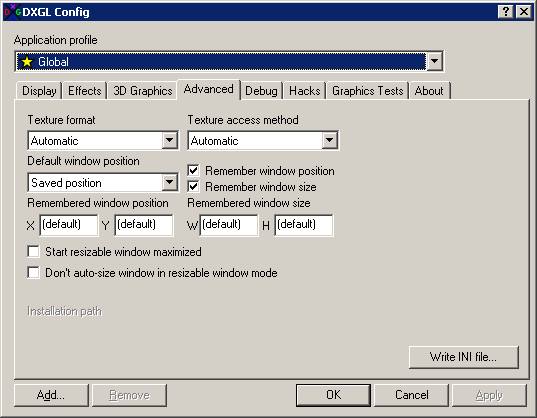 DXGL Config
Application profile
Global
Display Effects 3D Graphics Advanced Debug Hacks Graphics Tests About
Texture format Texture access method
Automatic Automatic
Default window position
Remember window position
Saved position Remember window size
Remembered window position Remembered window size
X (default) Y (default) W (default) H (default)
Start resizable window maximized
Don't auto-size window in resizable window mode
Installation path
Write INI file...
Add... Remove OK Cancel Apply